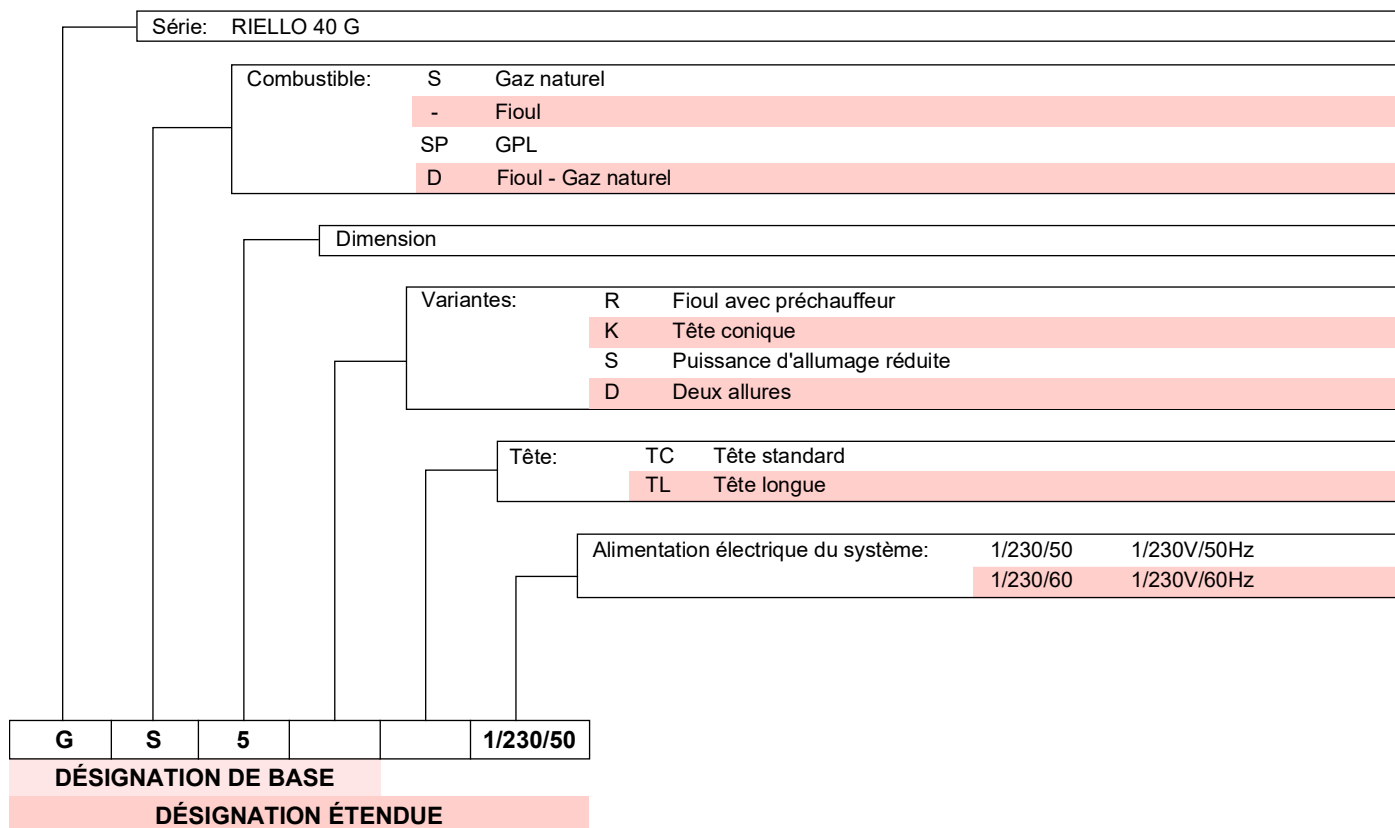 Série: RIELLO 40 G
Combustible: S Gaz naturel
- Fioul
SP GPL
D Fioul - Gaz naturel
Dimension
Variantes: R Fioul avec préchauffeur
K Tête conique
S Puissance d'allumage réduite
D Deux allures
Tête: TC Tête standard
TL Tête longue
Alimentation électrique du système: 1/230/50 1/230V/50Hz
1/230/60 1/230V/60Hz
G S 5 1/230/50
DÉSIGNATION DE BASE
DÉSIGNATION ÉTENDUE